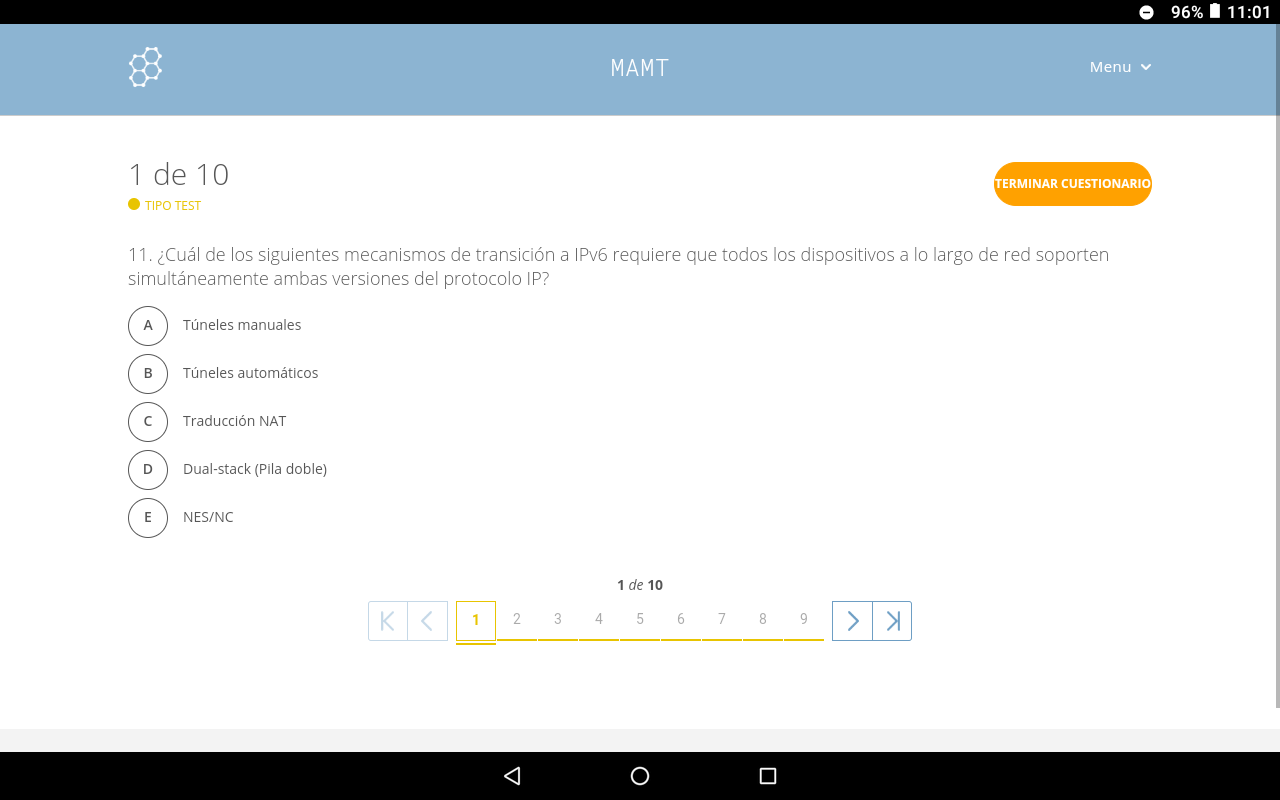 96% 11:01
MAMT
Menu
1 de 10
TIPO TEST
TERMINAR CUESTIONARIO
11. ¿Cuál de los siguientes mecanismos de transición a IPv6 requiere que todos los dispositivos a lo largo de red soporten
simultáneamente ambas versiones del protocolo IP?
A Túneles manuales
B Túneles automáticos
C Traducción NAT
D Dual-stack (Pila doble)
E NES/NC
1 de 10
1 2 3 4 5 6 7 8 9